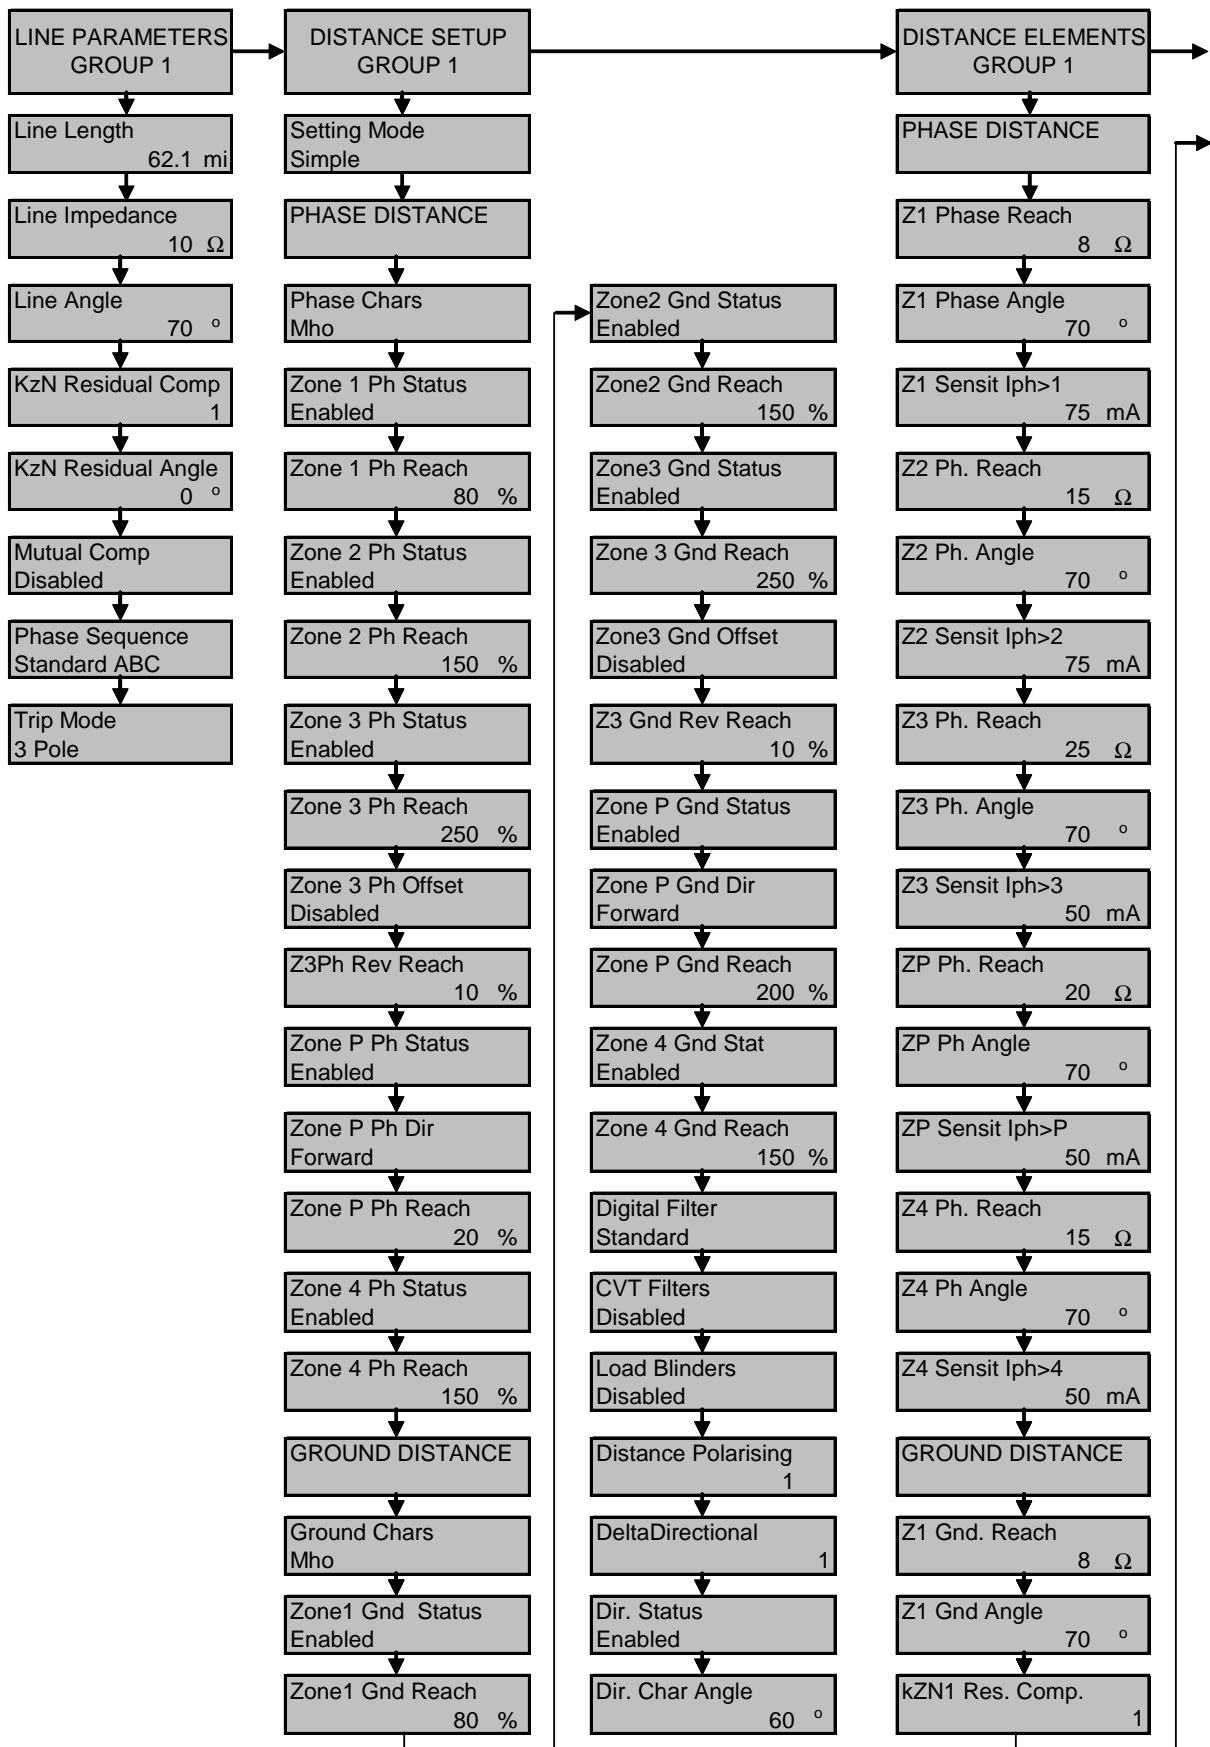 LINE PARAMETERS
GROUP 1
Line Length
62.1 mi
Line Impedance
10 Ω
Line Angle
70 º
KzN Residual Comp
1
KzN Residual Angle
0 º
Mutual Comp
Disabled
Phase Sequence
Standard ABC
Trip Mode
3 Pole
DISTANCE SETUP
GROUP 1
Setting Mode
Simple
PHASE DISTANCE
Phase Chars
Mho
Zone 1 Ph Status
Enabled
Zone 1 Ph Reach
80 %
Zone 2 Ph Status
Enabled
Zone 2 Ph Reach
150 %
Zone 3 Ph Status
Enabled
Zone 3 Ph Reach
250 %
Zone 3 Ph Offset
Disabled
Z3Ph Rev Reach
10 %
Zone P Ph Status
Enabled
Zone P Ph Dir
Forward
Zone P Ph Reach
20 %
Zone 4 Ph Status
Enabled
Zone 4 Ph Reach
150 %
GROUND DISTANCE
Ground Chars
Mho
Zone1 Gnd Status
Enabled
Zone1 Gnd Reach
80 %
Zone2 Gnd Status
Enabled
Zone2 Gnd Reach
150 %
Zone3 Gnd Status
Enabled
Zone 3 Gnd Reach
250 %
Zone3 Gnd Offset
Disabled
Z3 Gnd Rev Reach
10 %
Zone P Gnd Status
Enabled
Zone P Gnd Dir
Forward
Zone P Gnd Reach
200 %
Zone 4 Gnd Stat
Enabled
Zone 4 Gnd Reach
150 %
Digital Filter
Standard
CVT Filters
Disabled
Load Blinders
Disabled
Distance Polarising
1
DeltaDirectional
1
Dir. Status
Enabled
Dir. Char Angle
60 º
DISTANCE ELEMENTS
GROUP 1
PHASE DISTANCE
Z1 Phase Reach
8 Ω
Z1 Phase Angle
70 º
Z1 Sensit Iph>1
75 mA
Z2 Ph. Reach
15 Ω
Z2 Ph. Angle
70 º
Z2 Sensit Iph>2
75 mA
Z3 Ph. Reach
25 Ω
Z3 Ph. Angle
70 º
Z3 Sensit Iph>3
50 mA
ZP Ph. Reach
20 Ω
ZP Ph Angle
70 º
ZP Sensit Iph>P
50 mA
Z4 Ph. Reach
15 Ω
Z4 Ph Angle
70 º
Z4 Sensit Iph>4
50 mA
GROUND DISTANCE
Z1 Gnd. Reach
8 Ω
Z1 Gnd Angle
70 º
kZN1 Res. Comp.
1